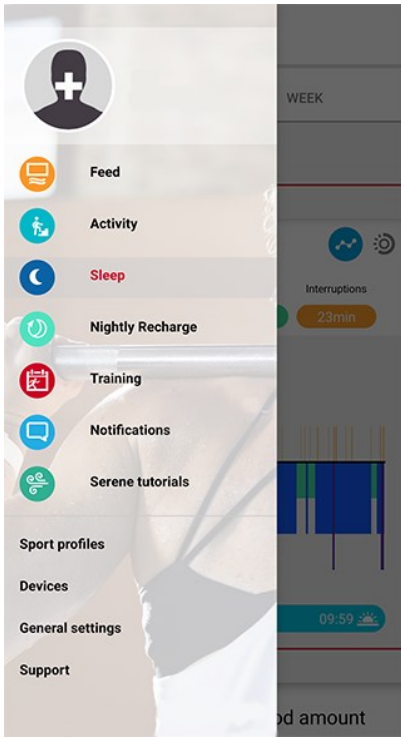 WEEK
Feed
Activity
Sleep
Interruptions
Nightly Recharge
23min
Training
Notifications
Serene tutorials
Sport profiles
Devices
General settings
09:59
Support
amount